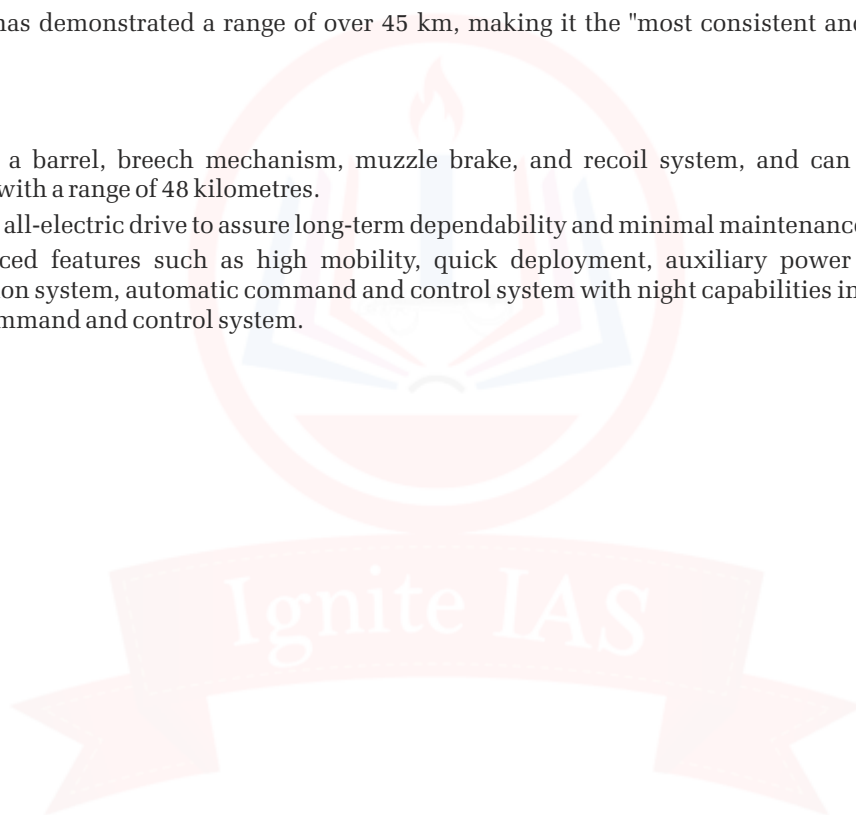 has demonstrated a range of over 45 km, making it the "most consistent and
a barrel, breech mechanism, muzzle brake, and recoil system, and can
with a range of 48 kilometres.
all-electric drive to assure long-term dependability and minimal maintenance
ced features such as high mobility, quick deployment, auxiliary power
on system, automatic command and control system with night capabilities in
mmand and control system.
Ignite IAS